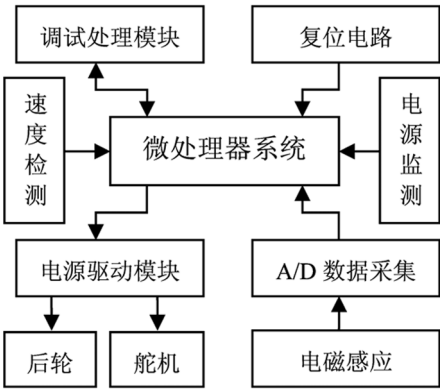 调试处理模块
复位电路
速度检测
微处理器系统
电源监测
电源驱动模块
A/D 数据采集
后轮
舵机
电磁感应